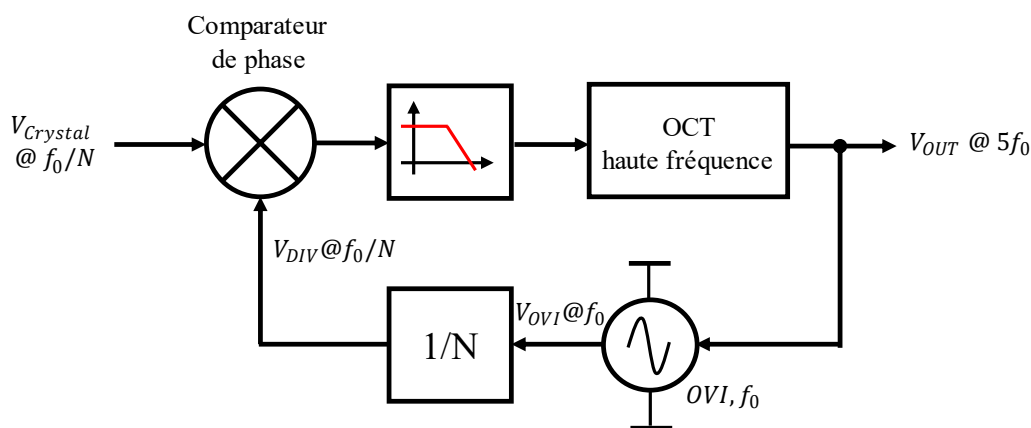 Comparateur
de phase
V_{Crystal}
@ f_0/N
OCT
haute fréquence
V_{OUT} @ 5f_0
V_{DIV}@f_0/N
1/N
V_{OVI}@f_0
OVI, f_0